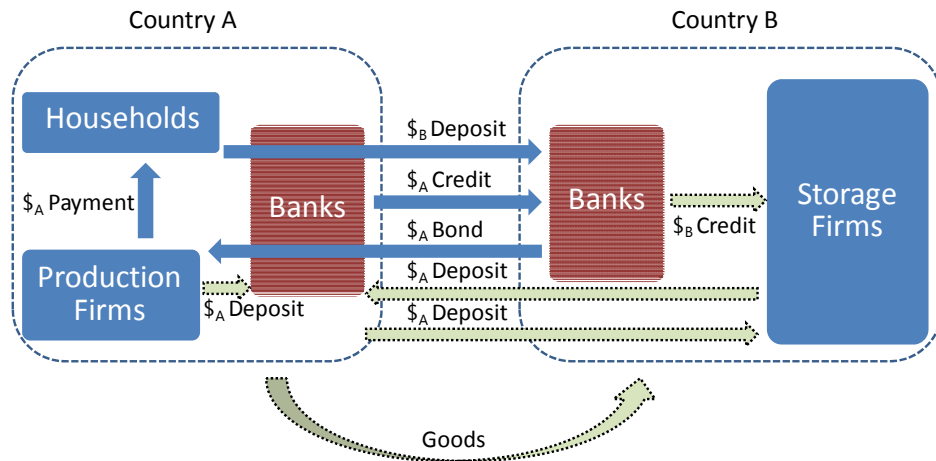 Country A
Country B
Households
$A Payment
Production
Firms
$A Deposit
Banks
$B Deposit
$A Credit
$A Bond
$A Deposit
$A Deposit
Banks
$B Credit
Storage
Firms
Goods